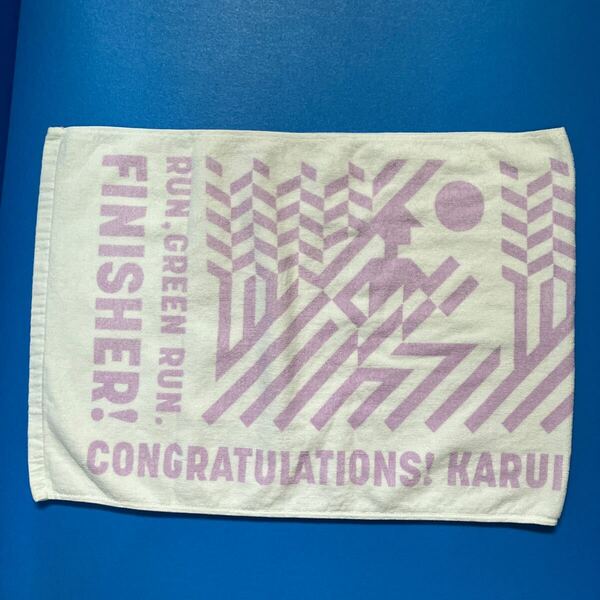 RUN. GREEN RUN.
FINISHER!
CONGRATULATIONS! KARUI